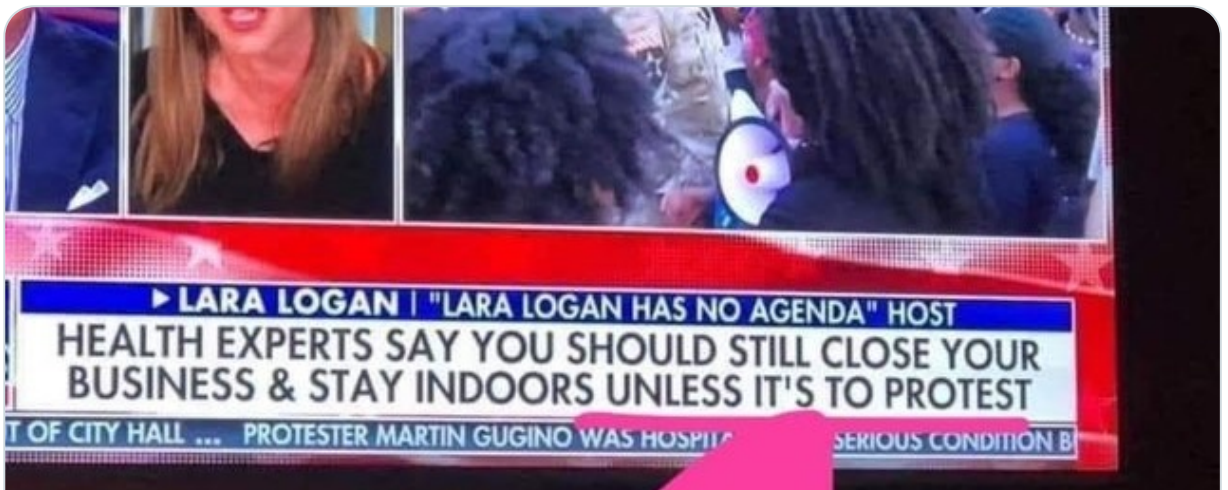 ▶ LARA LOGAN | "LARA LOGAN HAS NO AGENDA" HOST
HEALTH EXPERTS SAY YOU SHOULD STILL CLOSE YOUR
BUSINESS & STAY INDOORS UNLESS IT'S TO PROTEST
T OF CITY HALL ... PROTESTER MARTIN GUGINO WAS HOSPITA SERIOUS CONDITION B